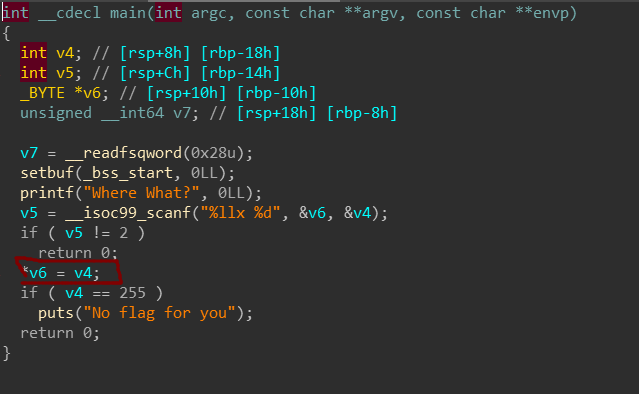 int __cdecl main(int argc, const char **argv, const char **envp)
{
int v4; // [rsp+8h] [rbp-18h]
int v5; // [rsp+Ch] [rbp-14h]
_BYTE *v6; // [rsp+10h] [rbp-10h]
unsigned __int64 v7; // [rsp+18h] [rbp-8h]
v7 = __readfsqword(0x28u);
setbuf(_bss_start, 0LL);
printf("Where What?", 0LL);
v5 = __isoc99_scanf("%llx %d", &v6, &v4);
if ( v5 != 2 )
return 0;
*v6 = v4;
if ( v4 == 255 )
puts("No flag for you");
return 0;
}